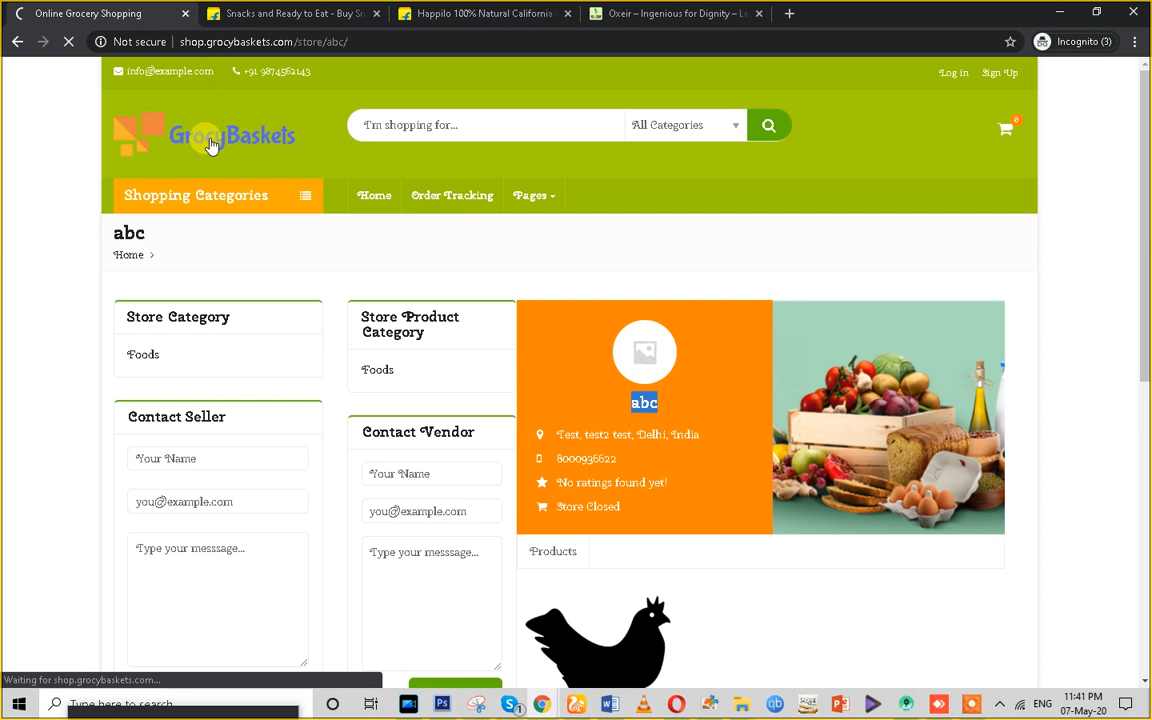 Online Grocery Shopping
Snacks and Ready to Eat - Buy Sn
Happilo 100% Natural California
Oxeir – Ingenious for Dignity – Le
Not secure
shop.grocybaskets.com/store/abc/
Incognito (3)
info@example.com
+91 9874562143
Log in
Sign Up
GrocyBaskets
I'm shopping for...
All Categories
0
Shopping Categories
Home
Order Tracking
Pages
abc
Home >
Store Category
Foods
Contact Seller
Your Name
you@example.com
Type your messsage...
Store Product
Category
Foods
Contact Vendor
Your Name
you@example.com
Type your messsage...
abc
Test, test2 test, Delhi, India
8000936622
No ratings found yet!
Store Closed
Products
Waiting for shop.grocybaskets.com...
Type here to search
ENG
11:41 PM
07-May-20